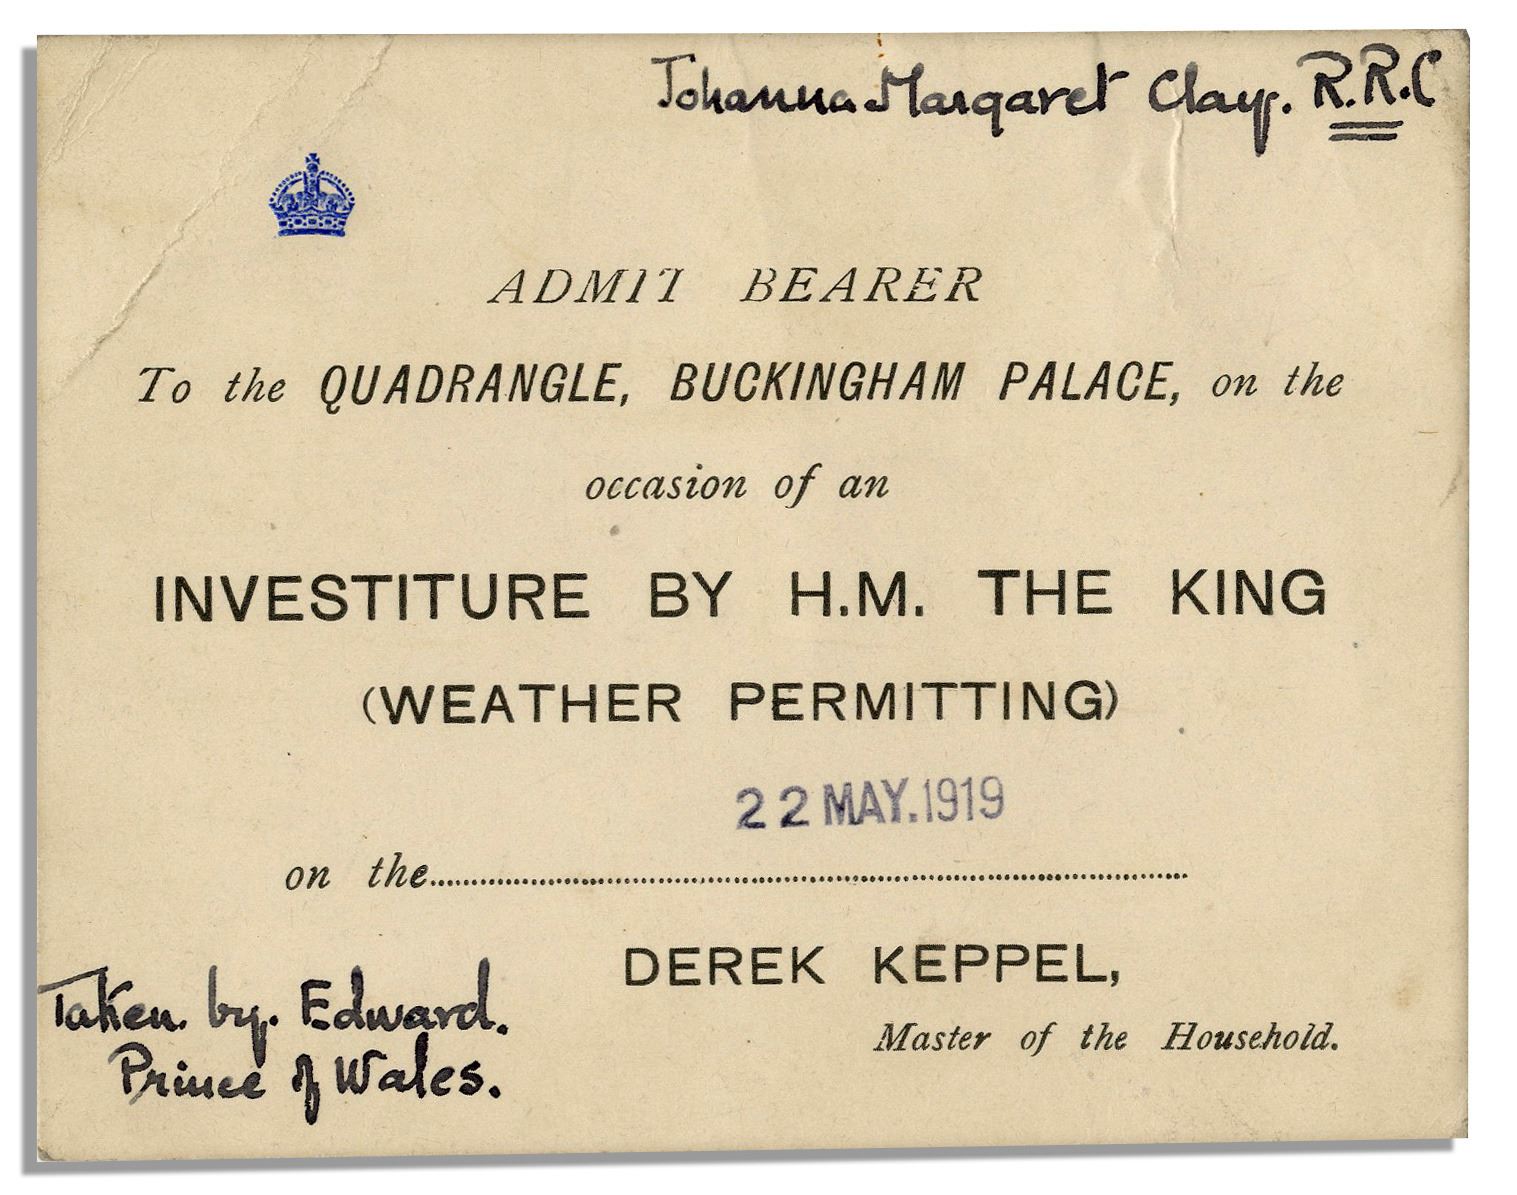 Johanna Margaret Clay. R.R.C
ADMIT BEARER
To the QUADRANGLE, BUCKINGHAM PALACE, on the
occasion of an
INVESTITURE BY H.M. THE KING
(WEATHER PERMITTING)
22 MAY.1919
on the........................................
DEREK KEPPEL,
Master of the Household.
Taken. by. Edward.
Prince of Wales.